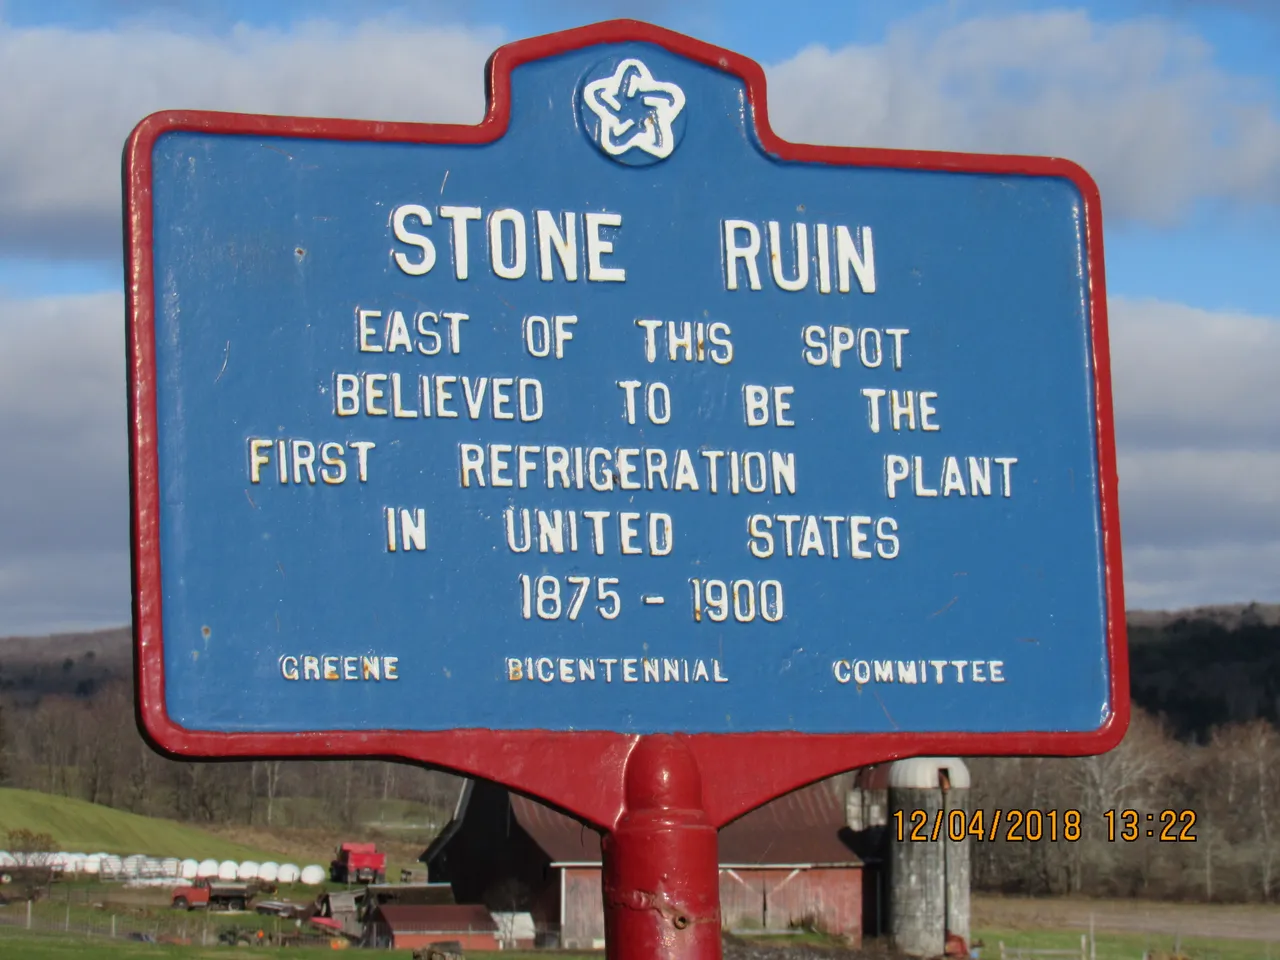 STONE RUIN
EAST OF THIS SPOT
BELIEVED TO BE THE
FIRST REFRIGERATION PLANT
IN UNITED STATES
1875 - 1900
GREENE BICENTENNIAL COMMITTEE
12/04/2018 13:22